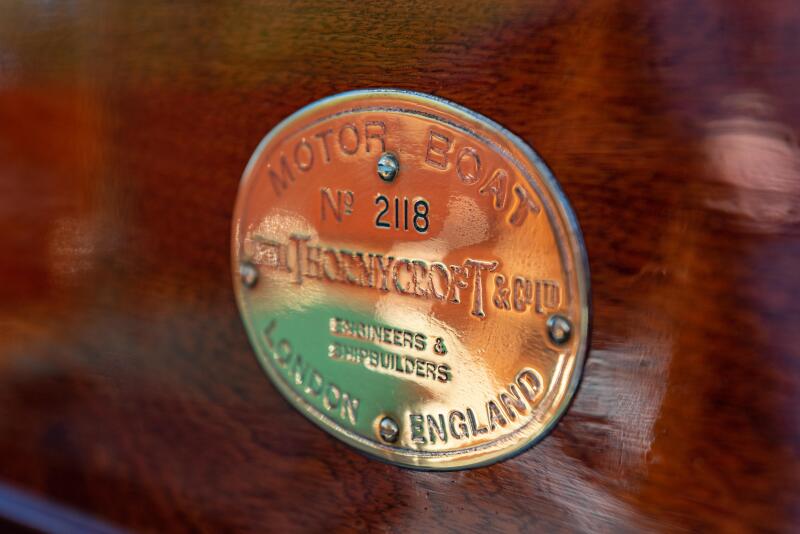 MOTOR BOAT
Nº 2118
THORNYCROFT & Co LTD
ENGINEERS &
SHIPBUILDERS
LONDON ENGLAND